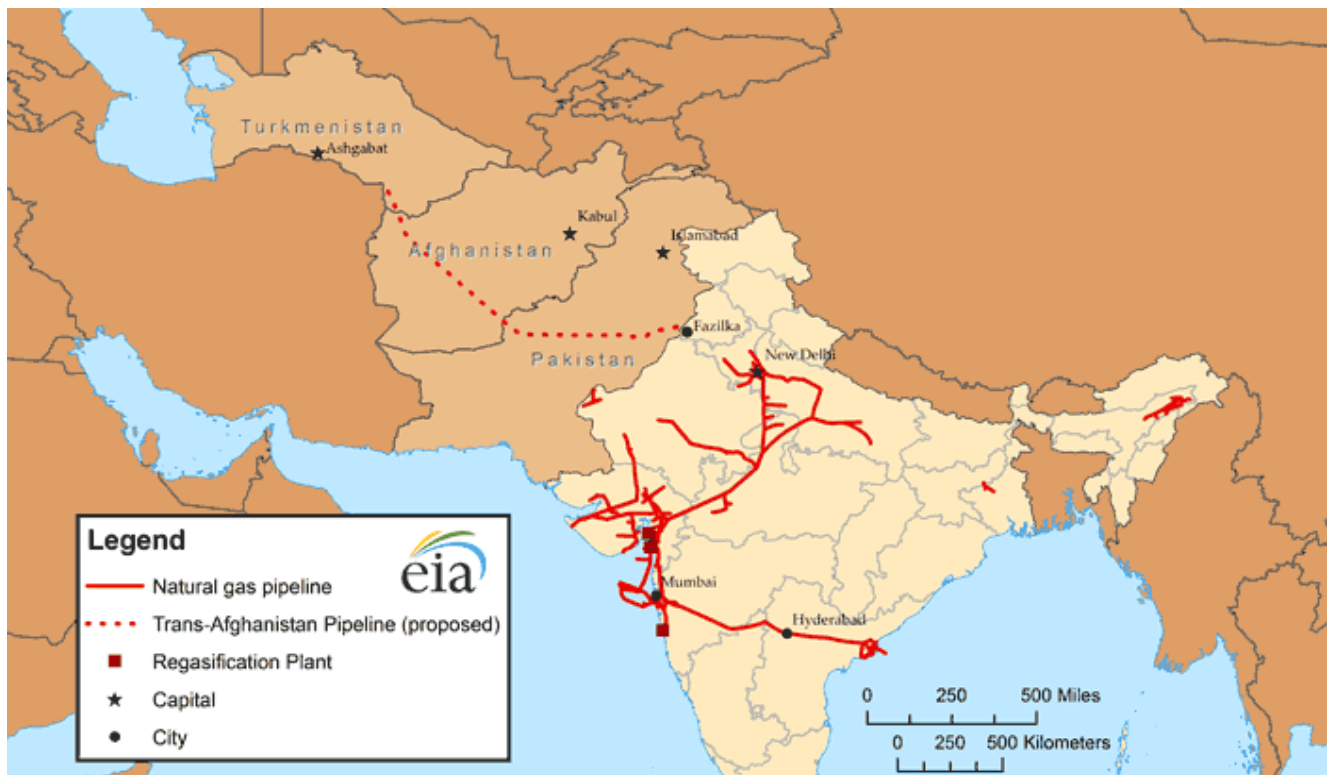 Turkmenistan
Ashgabat
Kabul
Afghanistan
Islamabad
Fazilka
Pakistan
New Delhi
Mumbai
Hyderabad
Legend
eia
Natural gas pipeline
Trans-Afghanistan Pipeline (proposed)
Regasification Plant
Capital
City
0 250 500 Miles
0 250 500 Kilometers